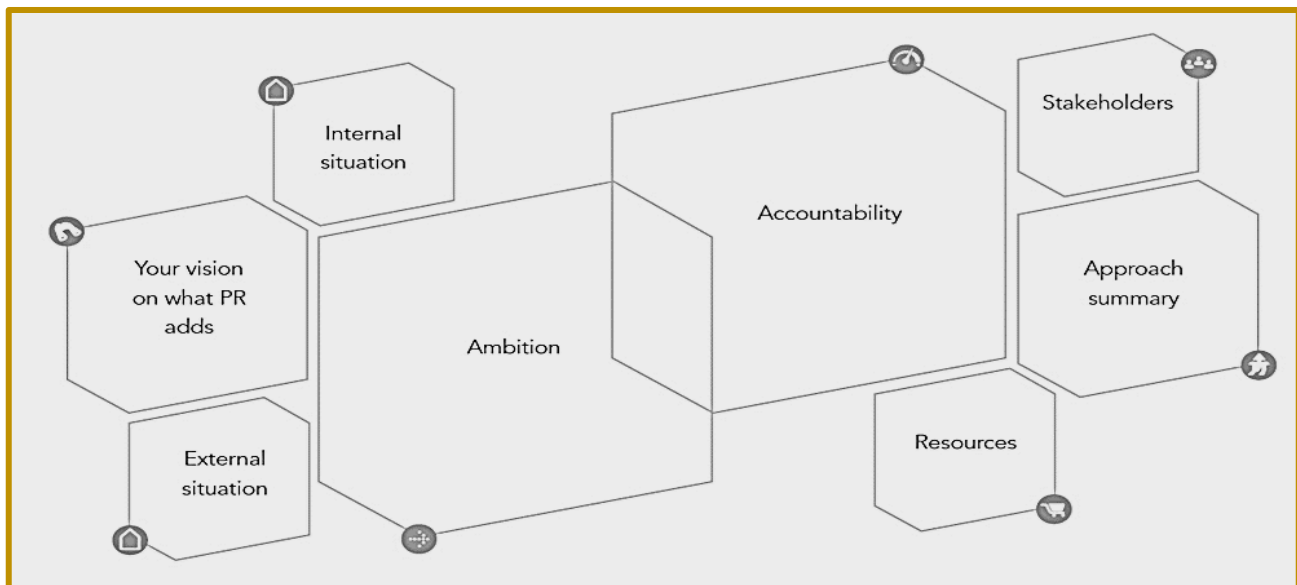 Internal
situation
Your vision
on what PR
adds
External
situation
Ambition
Accountability
Stakeholders
Approach
summary
Resources